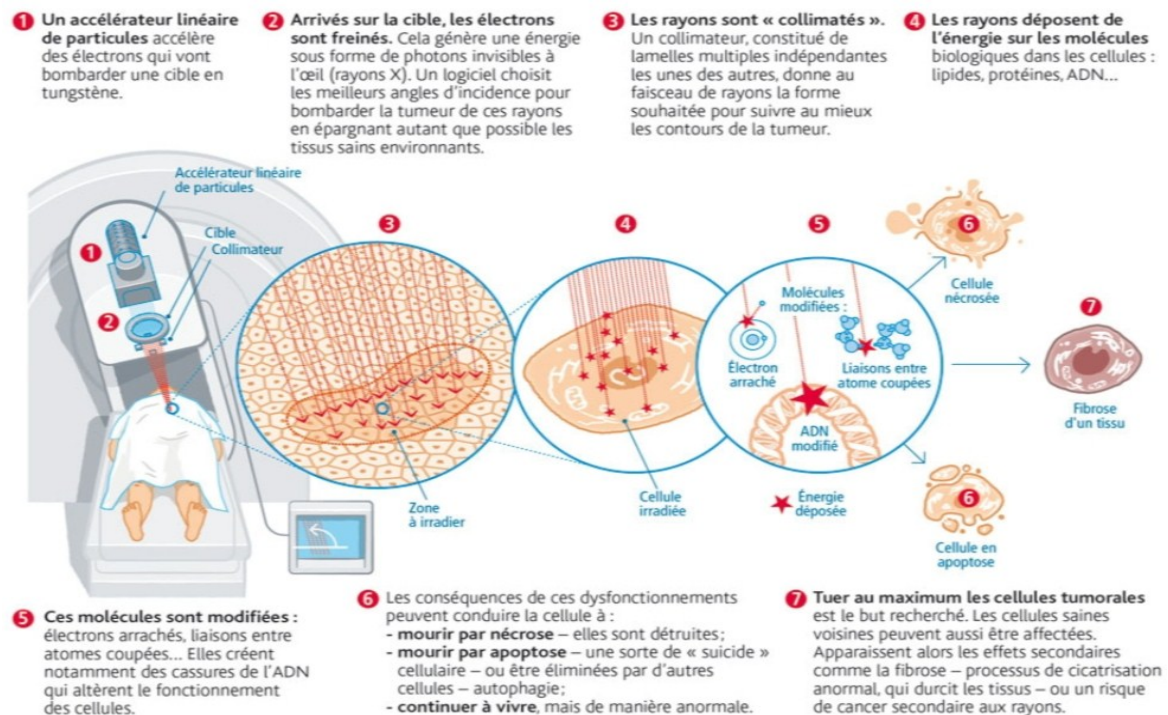 1 Un accélérateur linéaire
de particules accélère
des électrons qui vont
bombarder une cible en
tungstène.
2 Arrivés sur la cible, les électrons
sont freinés. Cela génère une énergie
sous forme de photons invisibles à
l'œil (rayons X). Un logiciel choisit
les meilleurs angles d'incidence pour
bombarder la tumeur de ces rayons
en épargnant autant que possible les
tissus sains environnants.
3 Les rayons sont « collimatés ».
Un collimateur, constitué de
lamelles multiples indépendantes
les unes des autres, donne au
faisceau de rayons la forme
souhaitée pour suivre au mieux
les contours de la tumeur.
4 Les rayons déposent de
l'énergie sur les molécules
biologiques dans les cellules :
lipides, protéines, ADN...
Accélérateur linéaire
de particules
Cible
Collimateur
1
2
3
Zone
à irradier
4
Cellule
irradiée
5
Molécules
modifiées :
Électron
arraché
Liaisons entre
atome coupées
ADN
modifié
Énergie
déposée
6
Cellule
nécrosée
7
Fibrose
d'un tissu
6
Cellule en
apoptose
5 Ces molécules sont modifiées :
électrons arrachés, liaisons entre
atomes coupées... Elles créent
notamment des cassures de l'ADN
qui altèrent le fonctionnement
des cellules.
6 Les conséquences de ces dysfonctionnements
peuvent conduire la cellule à :
- mourir par nécrose – elles sont détruites ;
- mourir par apoptose – une sorte de « suicide »
cellulaire – ou être éliminées par d'autres
cellules – autophagie ;
- continuer à vivre, mais de manière anormale.
7 Tuer au maximum les cellules tumorales
est le but recherché. Les cellules saines
voisines peuvent aussi être affectées.
Apparaissent alors les effets secondaires
comme la fibrose – processus de cicatrisation
anormal, qui durcit les tissus – ou un risque
de cancer secondaire aux rayons.